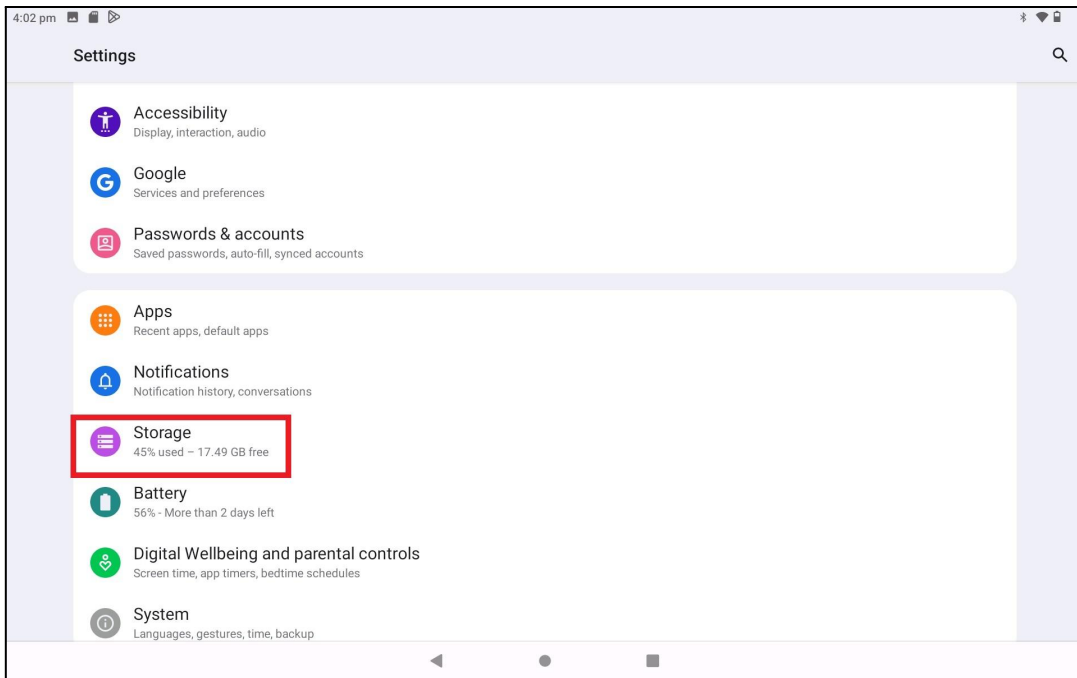 4:02 pm
Settings
Accessibility
Display, interaction, audio
Google
Services and preferences
Passwords & accounts
Saved passwords, auto-fill, synced accounts
Apps
Recent apps, default apps
Notifications
Notification history, conversations
Storage
45% used – 17.49 GB free
Battery
56% - More than 2 days left
Digital Wellbeing and parental controls
Screen time, app timers, bedtime schedules
System
Languages, gestures, time, backup